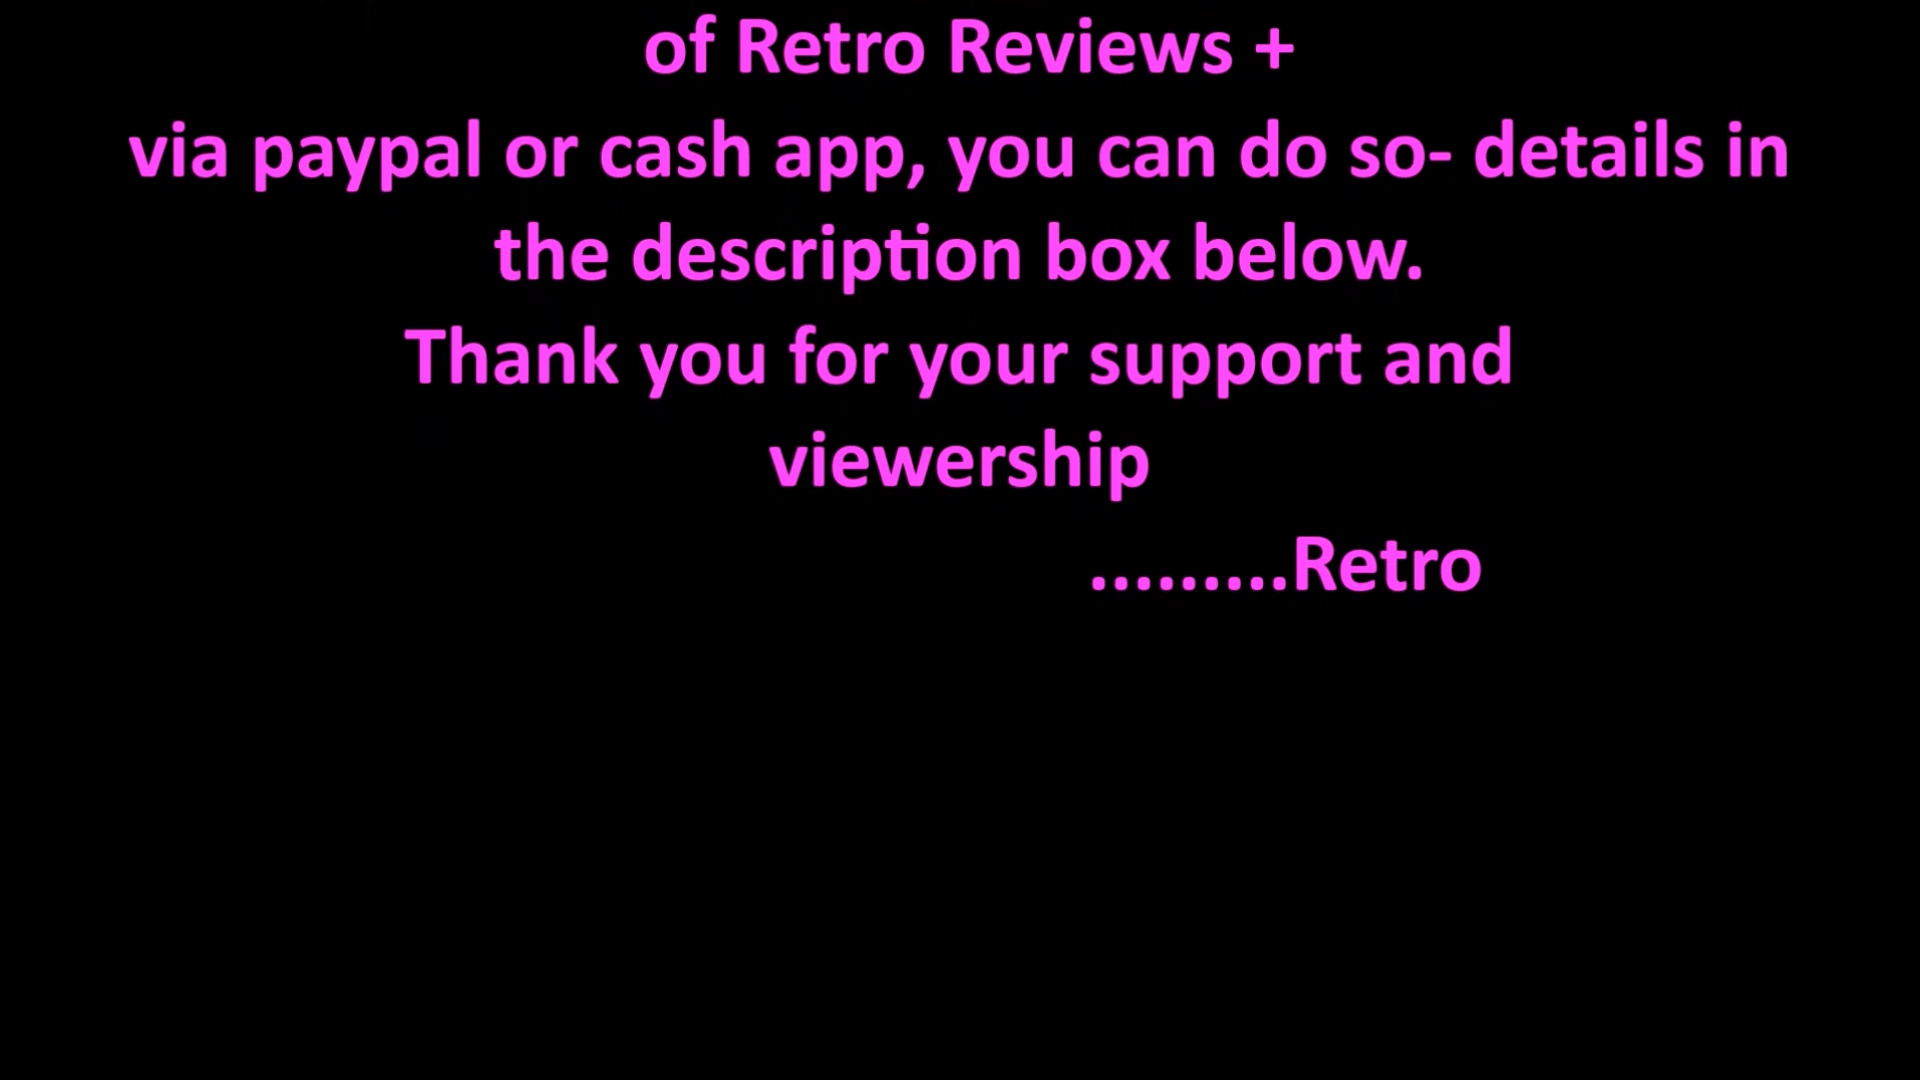 of Retro Reviews +
via paypal or cash app, you can do so- details in
the description box below.
Thank you for your support and
viewership
.........Retro